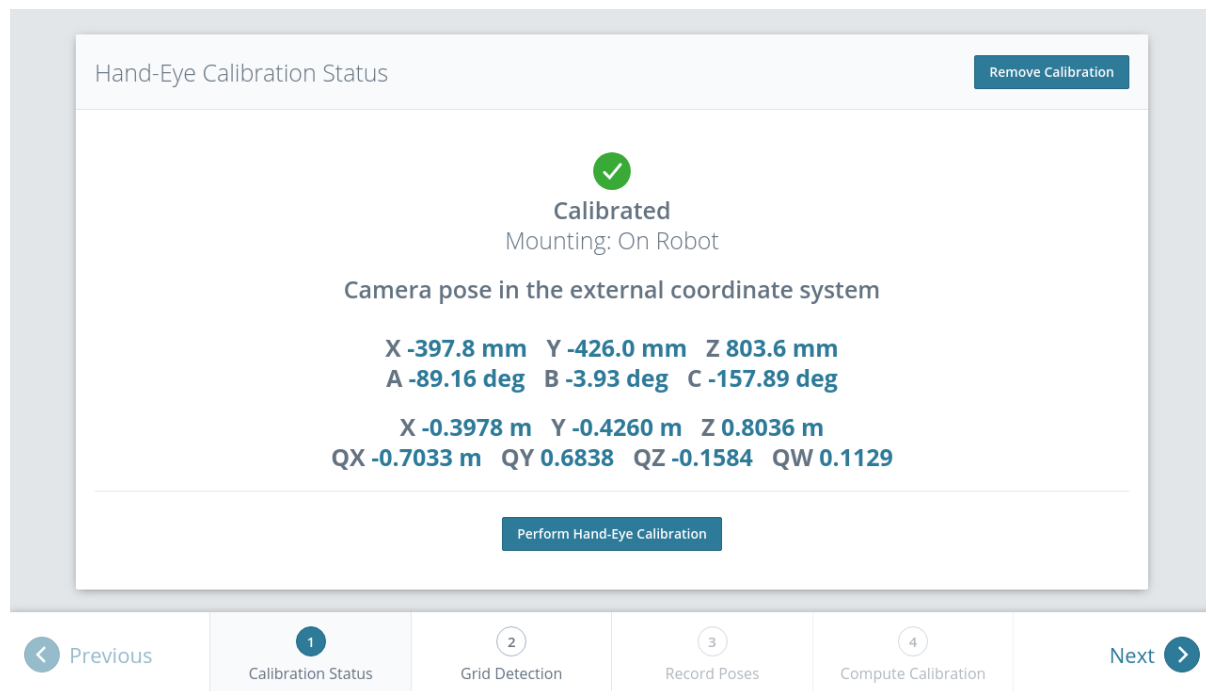 Hand-Eye Calibration Status
Remove Calibration
Calibrated
Mounting: On Robot
Camera pose in the external coordinate system
X -397.8 mm Y -426.0 mm Z 803.6 mm
A -89.16 deg B -3.93 deg C -157.89 deg
X -0.3978 m Y -0.4260 m Z 0.8036 m
QX -0.7033 m QY 0.6838 QZ -0.1584 QW 0.1129
Perform Hand-Eye Calibration
Previous
1
Calibration Status
2
Grid Detection
3
Record Poses
4
Compute Calibration
Next